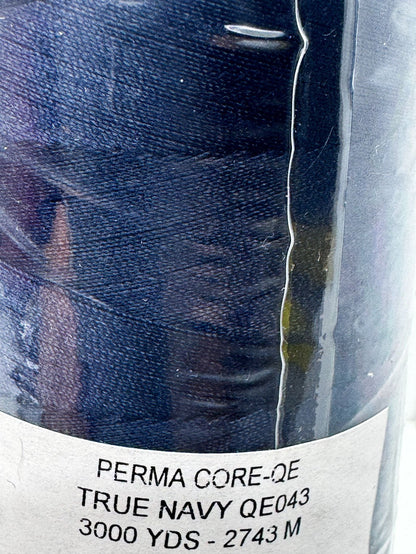 PERMA CORE-QE
TRUE NAVY QE043
3000 YDS - 2743 M